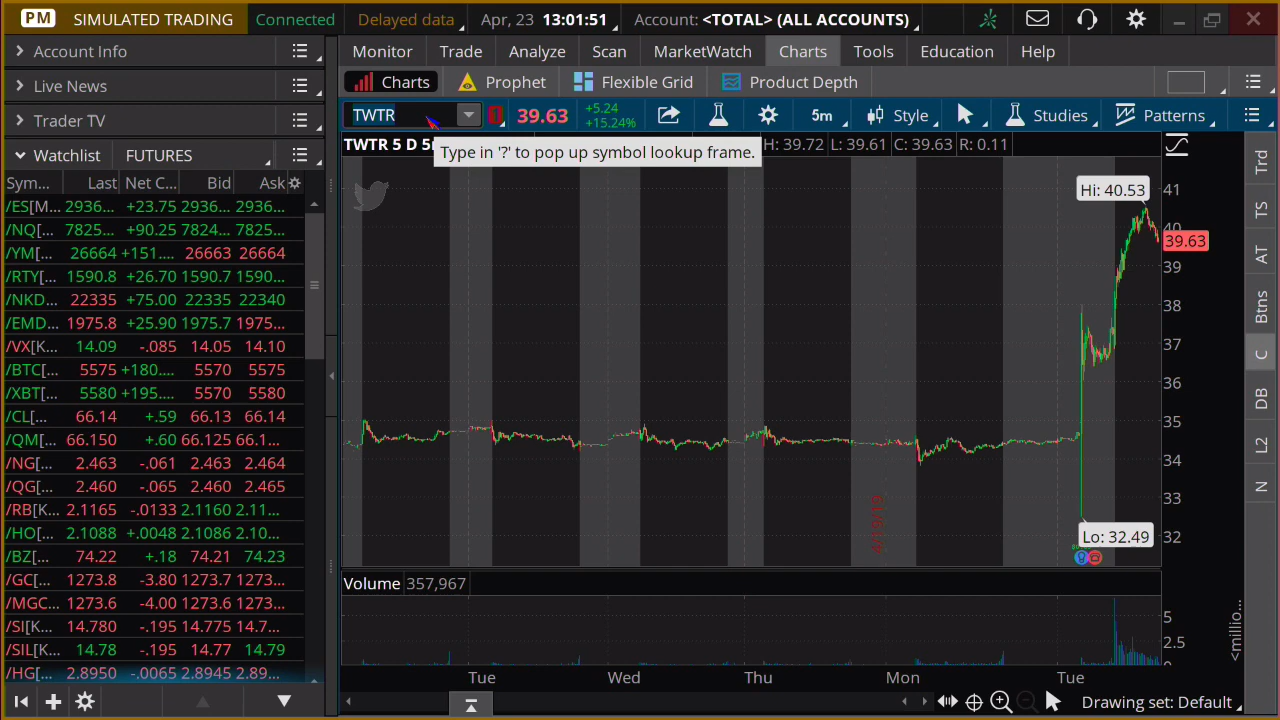 PM SIMULATED TRADING Connected Delayed data Apr, 23 13:01:51 Account: <TOTAL> (ALL ACCOUNTS)
Account Info
Live News
Trader TV
Watchlist FUTURES
Sym... Last Net C... Bid Ask
/ES[M... 2936... +23.75 2936... 2936...
/NQ[... 7825... +90.25 7824... 7825...
/YM[... 26664 +151.... 26663 26664
/RTY[... 1590.8 +26.70 1590.7 1590....
/NKD... 22335 +75.00 22335 22340
/EMD... 1975.8 +25.90 1975.7 1975...
/VX[K... 14.09 -.085 14.05 14.10
/BTC[... 5575 +180.... 5570 5575
/XBT[... 5580 +195.... 5570 5580
/CL[... 66.14 +.59 66.13 66.14
/QM[... 66.150 +.60 66.125 66.1...
/NG[... 2.463 -.061 2.463 2.464
/QG[... 2.460 -.065 2.460 2.465
/RB[K... 2.1165 -.0133 2.1160 2.11...
/HO[... 2.1088 +.0048 2.1086 2.10...
/BZ[... 74.22 +.18 74.21 74.23
/GC[... 1273.8 -3.80 1273.7 1273...
/MGC... 1273.6 -4.00 1273.6 1273...
/SI[K... 14.780 -.195 14.775 14.7...
/SIL[... 14.78 -.195 14.77 14.79
/HG[... 2.8950 -.0065 2.8945 2.89...
Monitor Trade Analyze Scan MarketWatch Charts Tools Education Help
Charts Prophet Flexible Grid Product Depth
TWTR 39.63 +5.24 +15.24% 5m Style Studies Patterns
Type in '?' to pop up symbol lookup frame.
TWTR 5 D 5 H: 39.72 L: 39.61 C: 39.63 R: 0.11
Hi: 40.53
41
40
39.63
39
38
37
36
35
34
33
32
Lo: 32.49
4/19/19
Volume 357,967
5
2.5
<millio...
Tue Wed Thu Mon Tue
Drawing set: Default
Trd
TS
AT
Btns
C
DB
L2
N